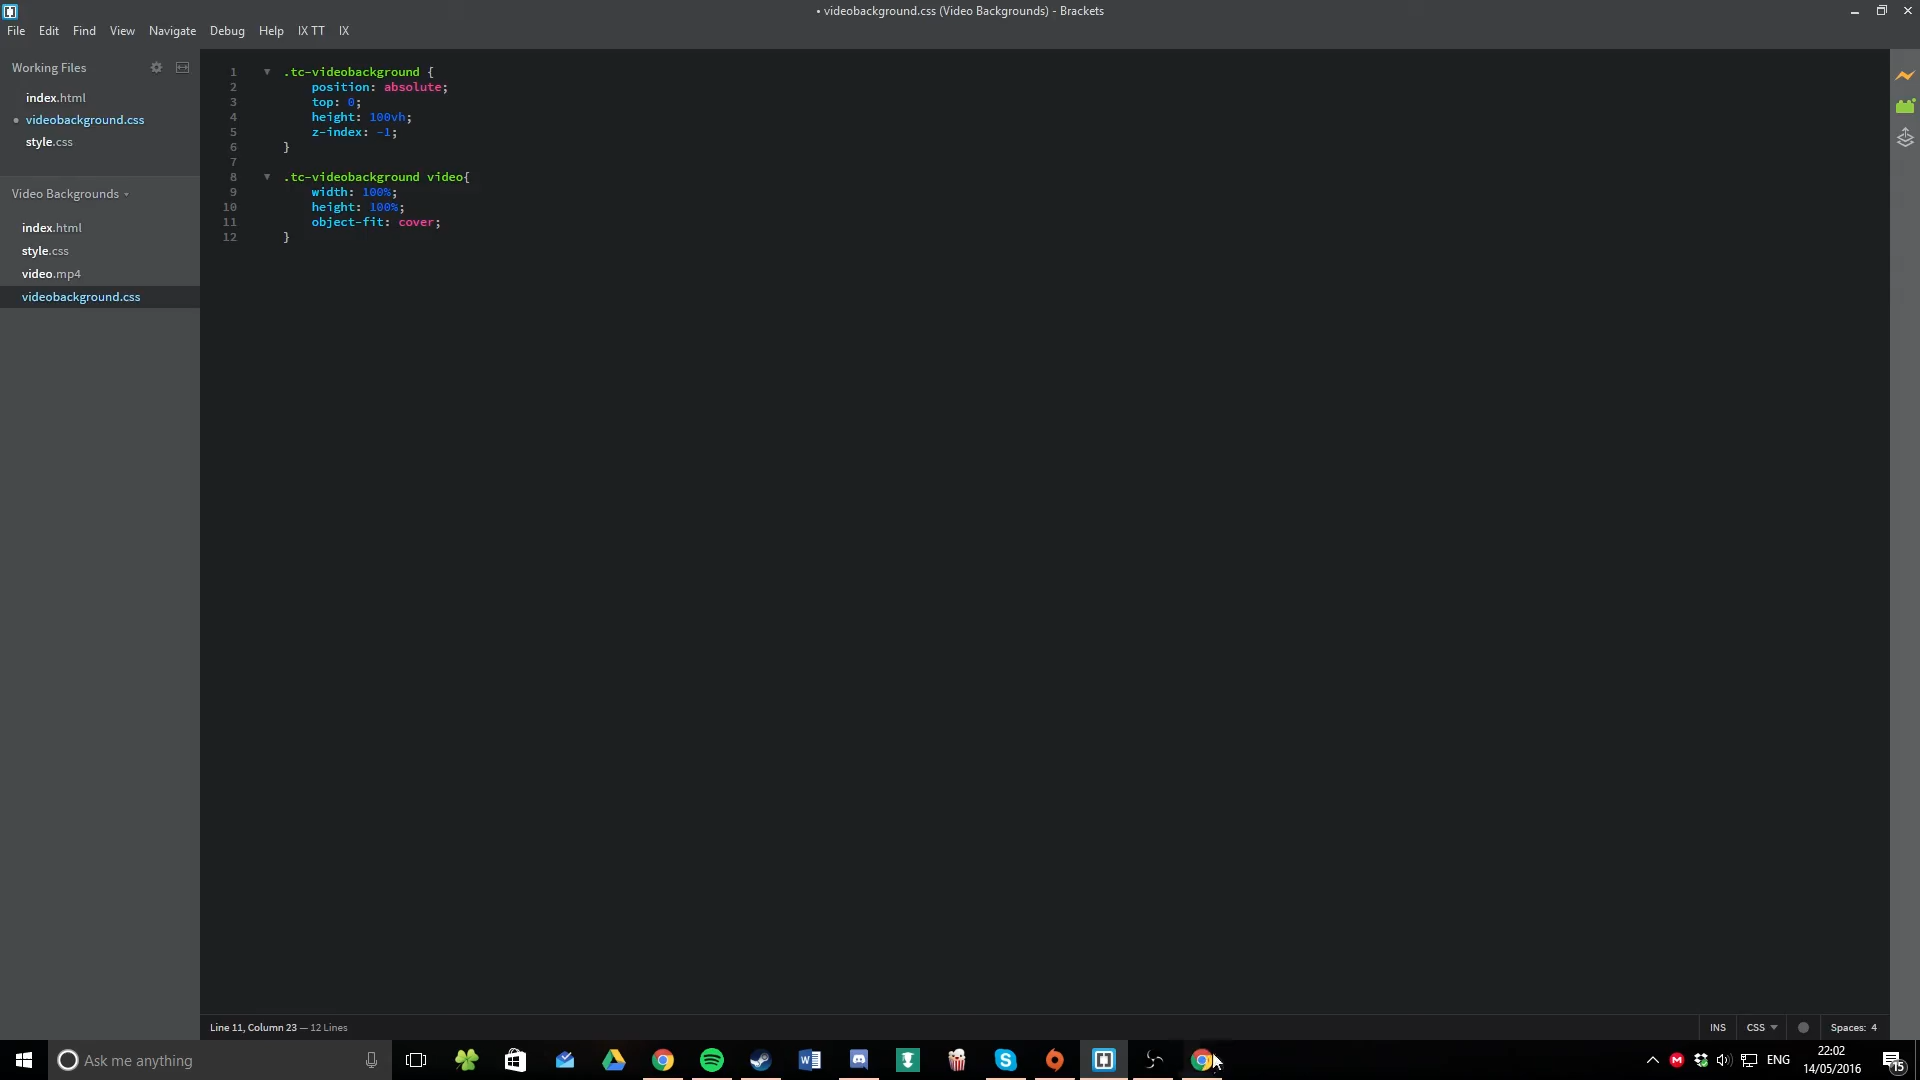 • videobackground.css (Video Backgrounds) - Brackets
File Edit Find View Navigate Debug Help IX TT IX
Working Files
index.html
• videobackground.css
style.css
Video Backgrounds
index.html
style.css
video.mp4
videobackground.css
1 .tc-videobackground {
2 position: absolute;
3 top: 0;
4 height: 100vh;
5 z-index: -1;
6 }
7
8 .tc-videobackground video{
9 width: 100%;
10 height: 100%;
11 object-fit: cover;
12 }
Line 11, Column 23 — 12 Lines
INS CSS Spaces: 4
Ask me anything
ENG
22:02
14/05/2016
15